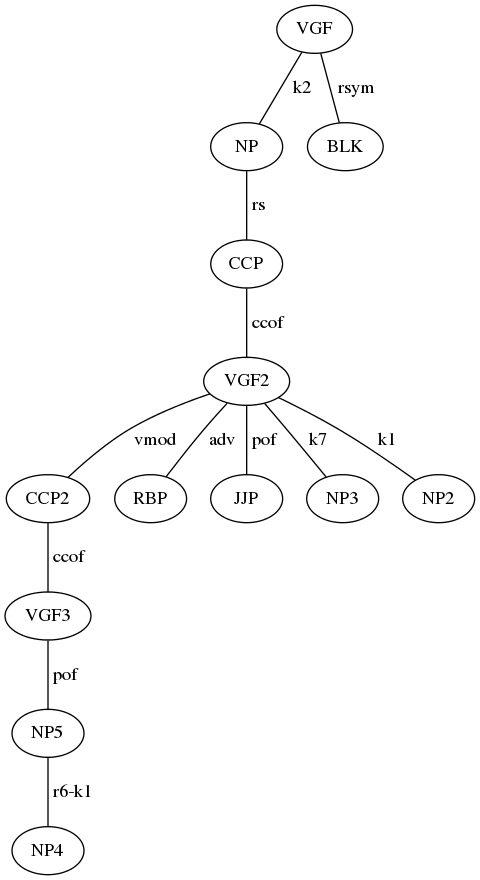 VGF
k2 rsym
NP BLK
rs
CCP
ccof
VGF2
vmod adv pof k7 k1
CCP2 RBP JJP NP3 NP2
ccof
VGF3
pof
NP5
r6-k1
NP4